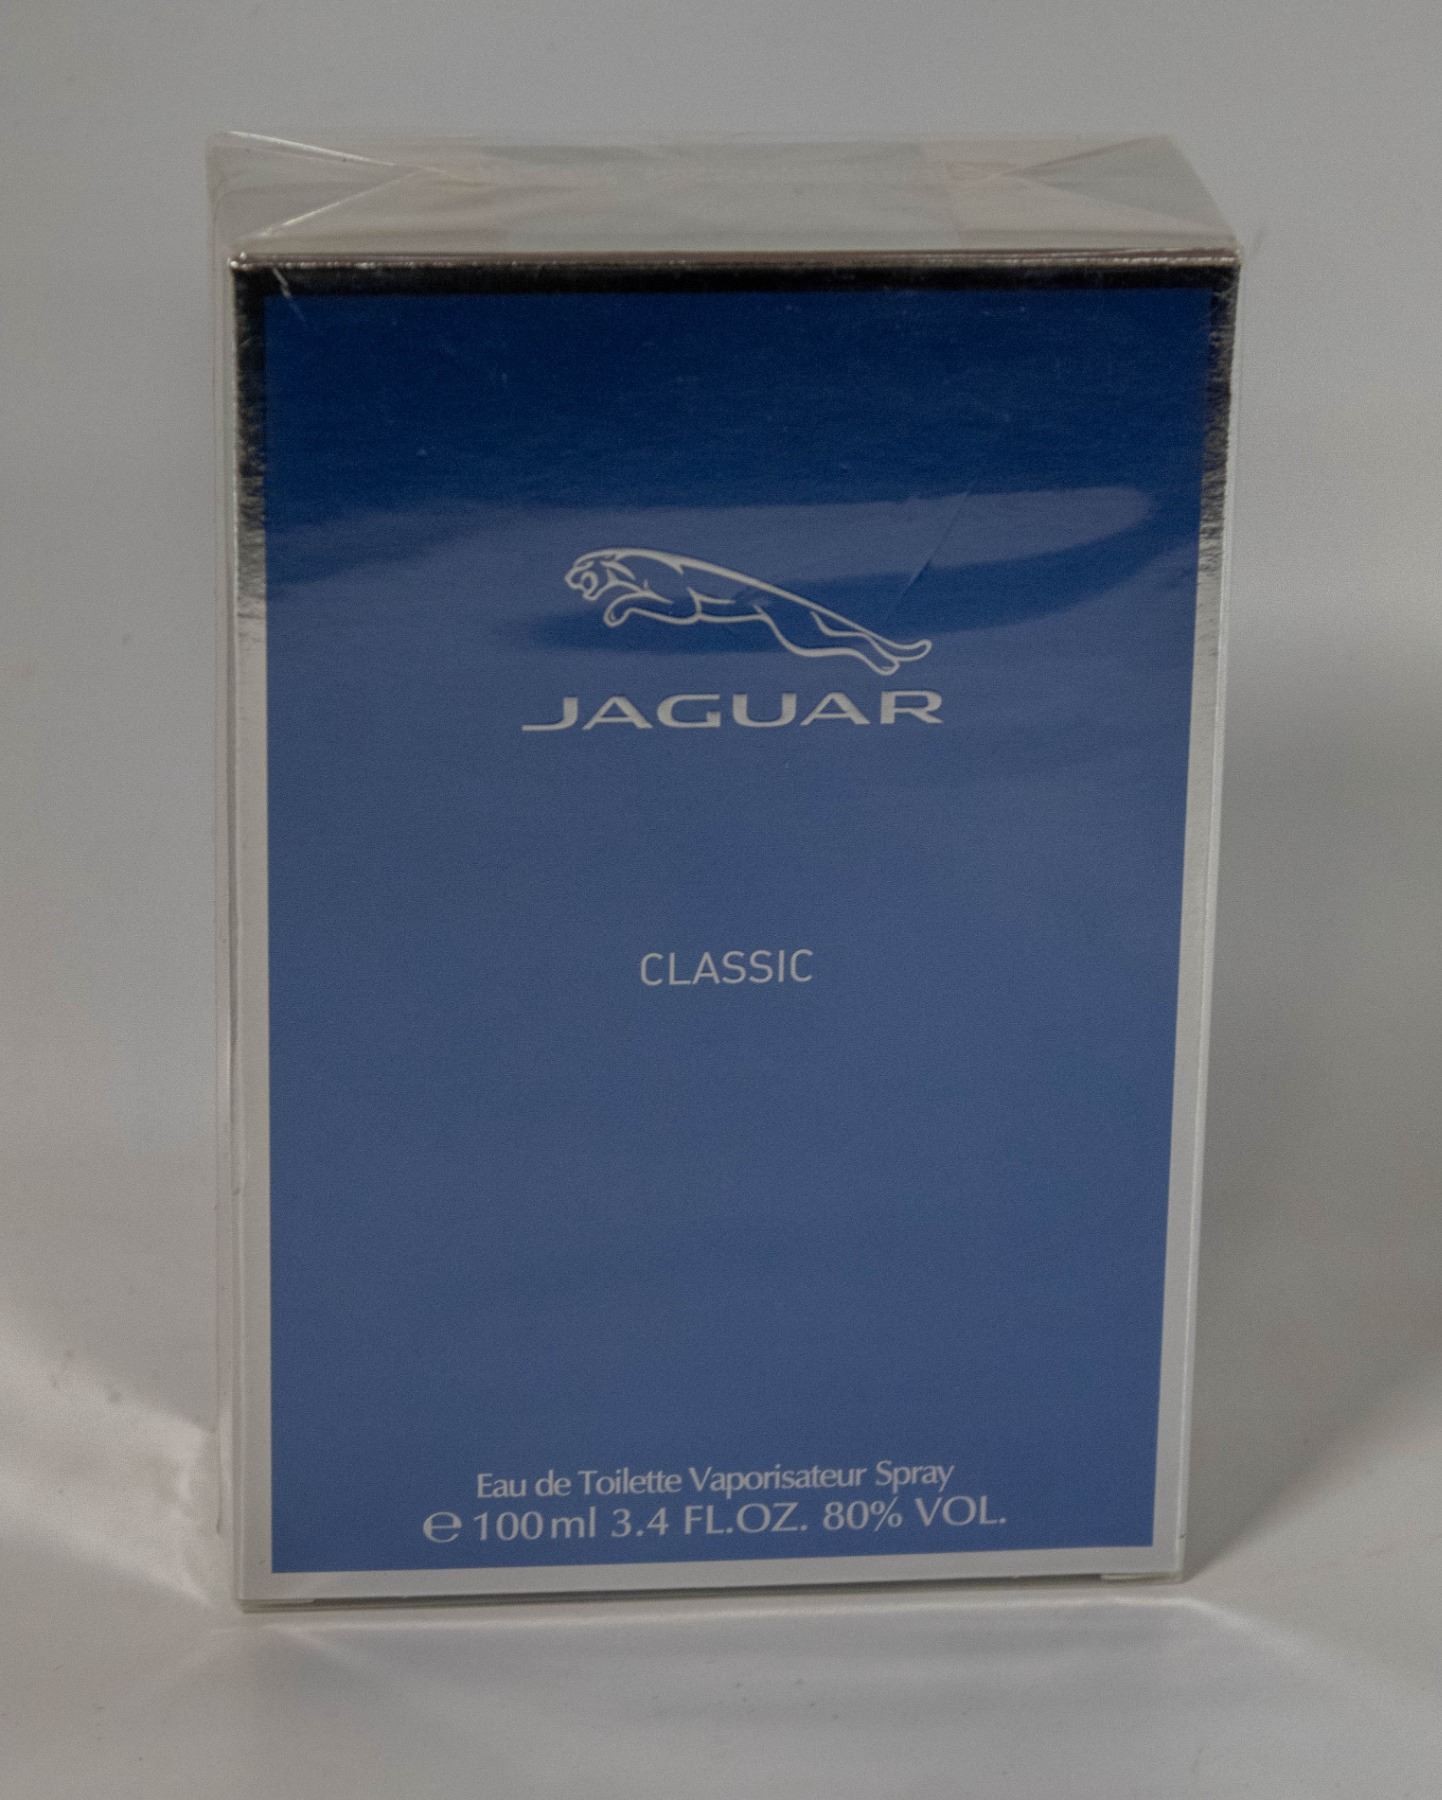 JAGUAR
CLASSIC
Eau de Toilette Vaporisateur Spray
℮ 100 ml 3.4 FL.OZ. 80% VOL.